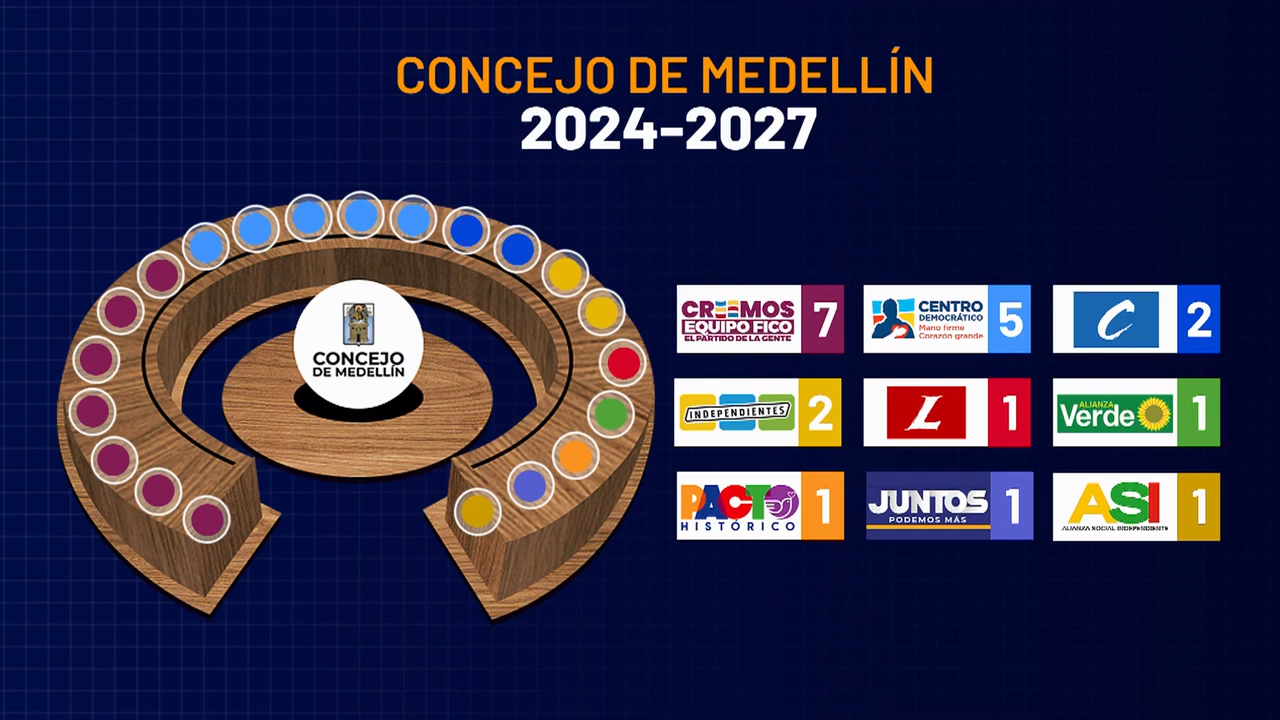 CONCEJO DE MEDELLÍN
2024-2027
CONCEJO
DE MEDELLÍN
CREEMOS
EQUIPO FICO
EL PARTIDO DE LA GENTE
7
CENTRO
DEMOCRÁTICO
Mano firme
Corazón grande
5
C
2
INDEPENDIENTES
2
L
1
ALIANZA
Verde
1
PACTO
HISTÓRICO
1
JUNTOS
PODEMOS MÁS
1
ASI
ALIANZA SOCIAL INDEPENDIENTE
1